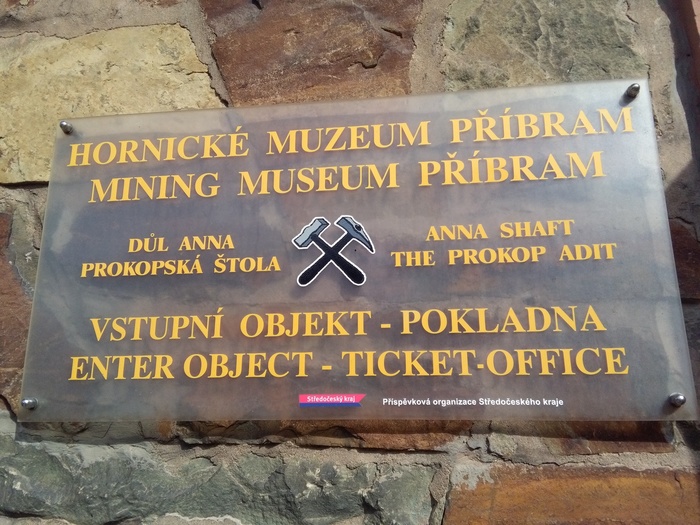 HORNICKÉ MUZEUM PŘÍBRAM
MINING MUSEUM PŘÍBRAM
DŮL ANNA
PROKOPSKÁ ŠTOLA
ANNA SHAFT
THE PROKOP ADIT
VSTUPNÍ OBJEKT - POKLADNA
ENTER OBJECT - TICKET-OFFICE
Středočeský kraj
Příspěvková organizace Středočeského kraje